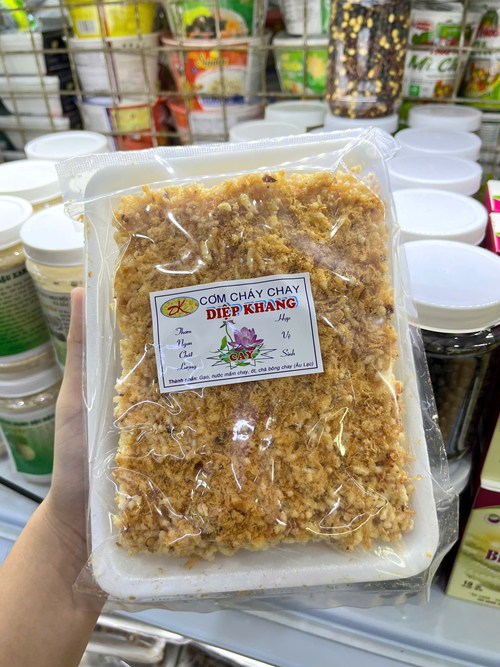 CƠM CHÁY CHAY
DIỆP KHANG
Thơm
Ngon
Chất
Lượng
Hợp
Vệ
Sinh
CAY
Thành phần: Gạo, nước mắm chay, ớt, chà bông chay (Âu Lạc)